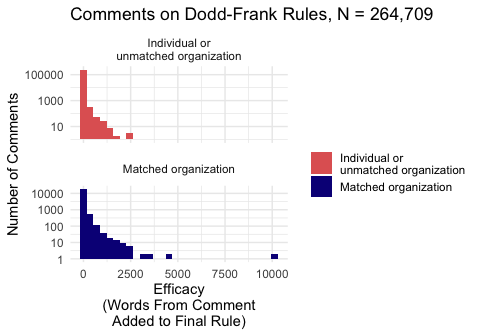 Comments on Dodd-Frank Rules, N = 264,709
Individual or
unmatched organization
100000
1000
10
Number of Comments
Individual or
unmatched organization
Matched organization
Matched organization
10000
1000
100
10
1
0 2500 5000 7500 10000
Efficacy
(Words From Comment
Added to Final Rule)